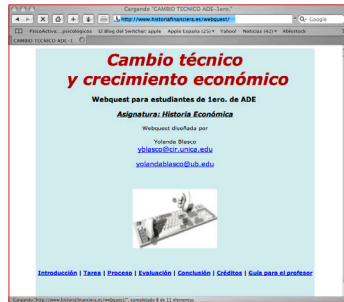 Cargando "CAMBIO TECNICO ADE-1ero."
http://www.historiafinanciera.es/webquest/
Google
PsicoActiva...psicológicos El Blog del Switcher: apple Apple España (25) Yahoo! Noticias (42) Ablestock
CAMBIO TECNICO ADE-1...
Cambio técnico
y crecimiento económico
Webquest para estudiantes de 1ero. de ADE
Asignatura: Historia Económica
Webquest diseñada por
Yolanda Blasco
yblasco@cir.unica.edu
yolandablasco@ub.edu
Introducción | Tarea | Proceso | Evaluación | Conclusión | Créditos | Guía para el profesor
Cargando "http://www.historiafinanciera.es/webquest/", completado 8 de 11 elementos